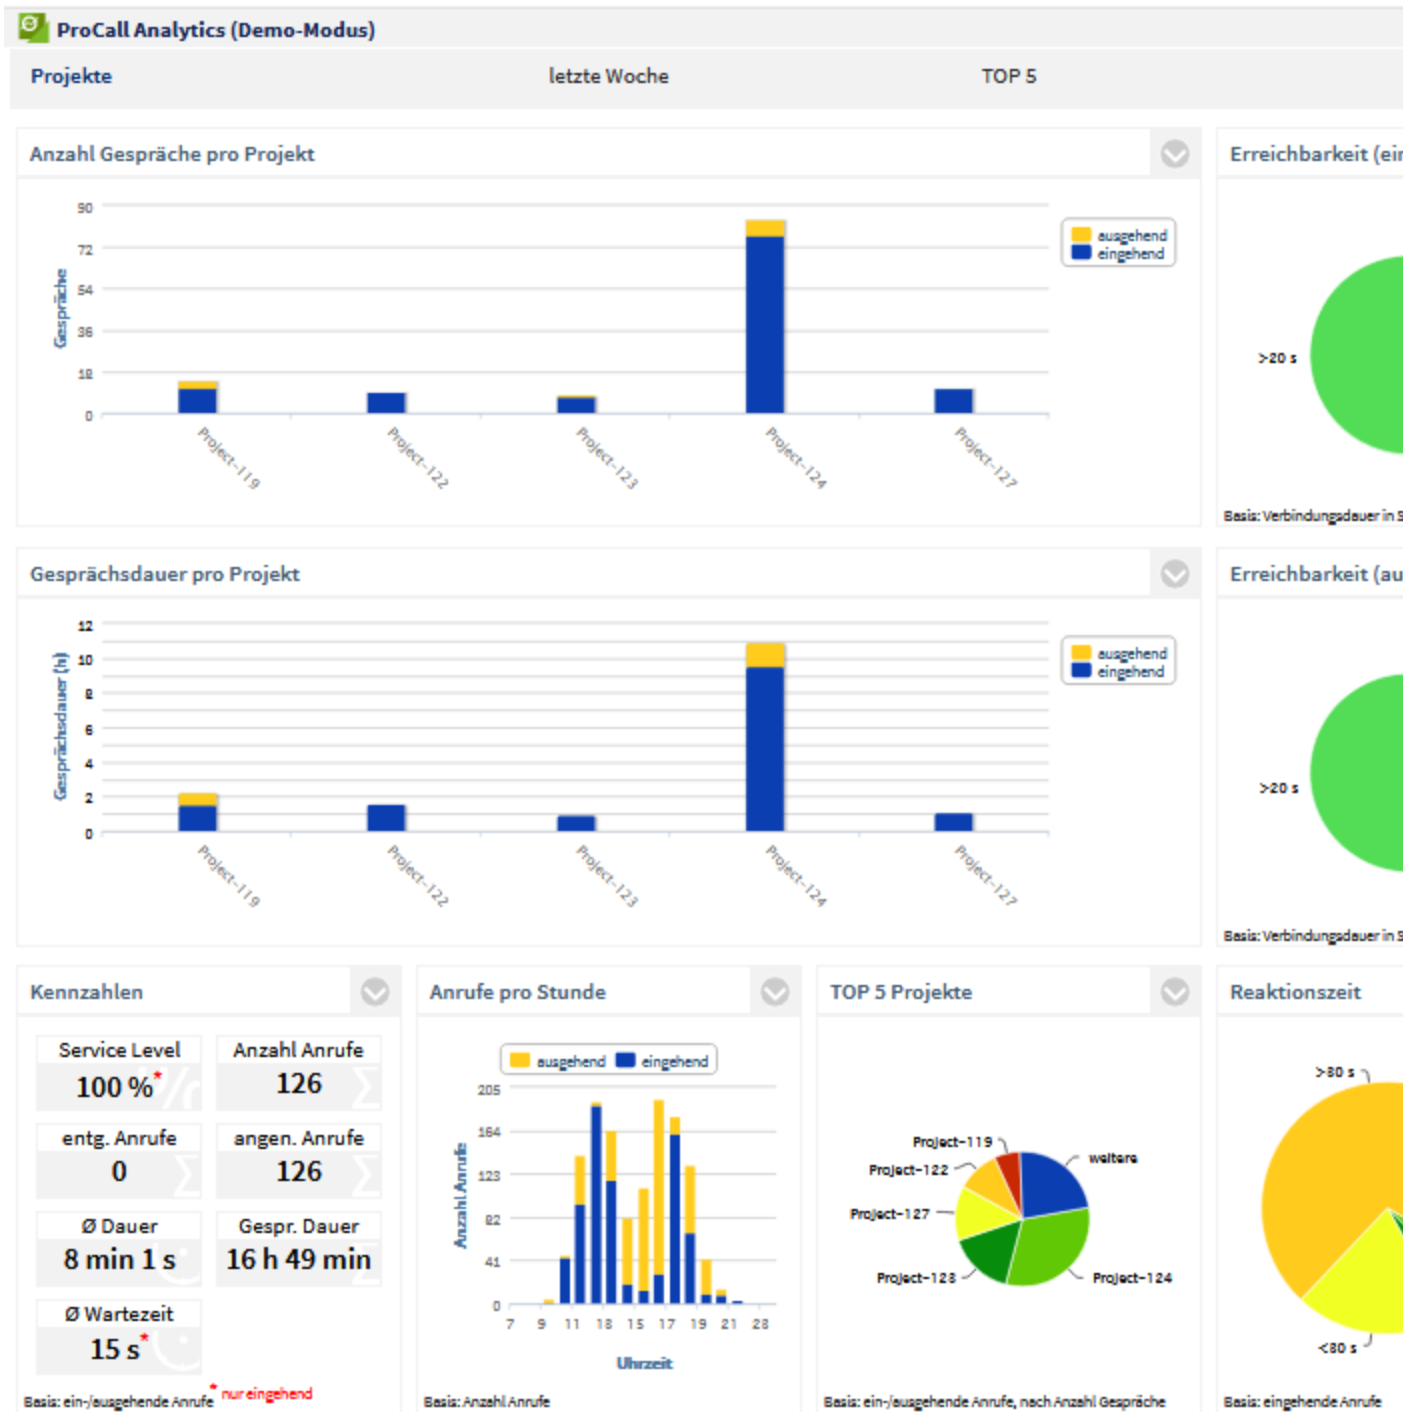 ProCall Analytics (Demo-Modus)
Projekte letzte Woche TOP 5
Anzahl Gespräche pro Projekt
90
72
54
36
18
0
Gespräche
ausgehend
eingehend
Project-119
Project-122
Project-123
Project-124
Project-127
Erreichbarkeit (ein
>20 s
Basis: Verbindungsdauer in S
Gesprächsdauer pro Projekt
12
10
8
6
4
2
0
Gesprächsdauer (h)
ausgehend
eingehend
Project-119
Project-122
Project-123
Project-124
Project-127
Erreichbarkeit (au
>20 s
Basis: Verbindungsdauer in S
Kennzahlen
Service Level
100 %*
Anzahl Anrufe
126
entg. Anrufe
0
angen. Anrufe
126
Ø Dauer
8 min 1 s
Gespr. Dauer
16 h 49 min
Ø Wartezeit
15 s*
Basis: ein-/ausgehende Anrufe * nur eingehend
Anrufe pro Stunde
ausgehend eingehend
205
164
123
82
41
0
Anzahl Anrufe
7 9 11 13 15 17 19 21 23
Uhrzeit
Basis: Anzahl Anrufe
TOP 5 Projekte
Project-119
weitere
Project-122
Project-127
Project-123
Project-124
Basis: ein-/ausgehende Anrufe, nach Anzahl Gespräche
Reaktionszeit
>30 s
<30 s
Basis: eingehende Anrufe